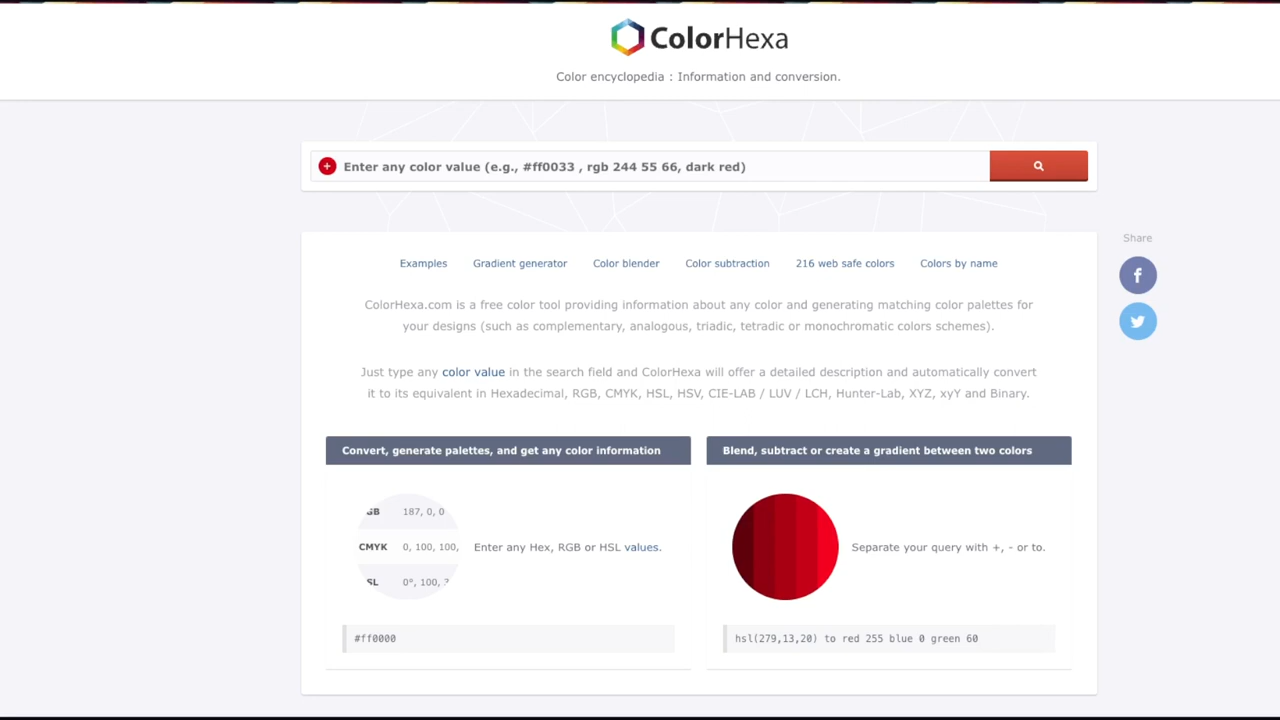 ColorHexa
Color encyclopedia : Information and conversion.
Enter any color value (e.g., #ff0033 , rgb 244 55 66, dark red)
Share
Examples Gradient generator Color blender Color subtraction 216 web safe colors Colors by name
ColorHexa.com is a free color tool providing information about any color and generating matching color palettes for
your designs (such as complementary, analogous, triadic, tetradic or monochromatic colors schemes).
Just type any color value in the search field and ColorHexa will offer a detailed description and automatically convert
it to its equivalent in Hexadecimal, RGB, CMYK, HSL, HSV, CIE-LAB / LUV / LCH, Hunter-Lab, XYZ, xyY and Binary.
Convert, generate palettes, and get any color information
GB 187, 0, 0
CMYK 0, 100, 100,
SL 0°, 100,
Enter any Hex, RGB or HSL values.
#ff0000
Blend, subtract or create a gradient between two colors
Separate your query with +, - or to.
hsl(279,13,20) to red 255 blue 0 green 60